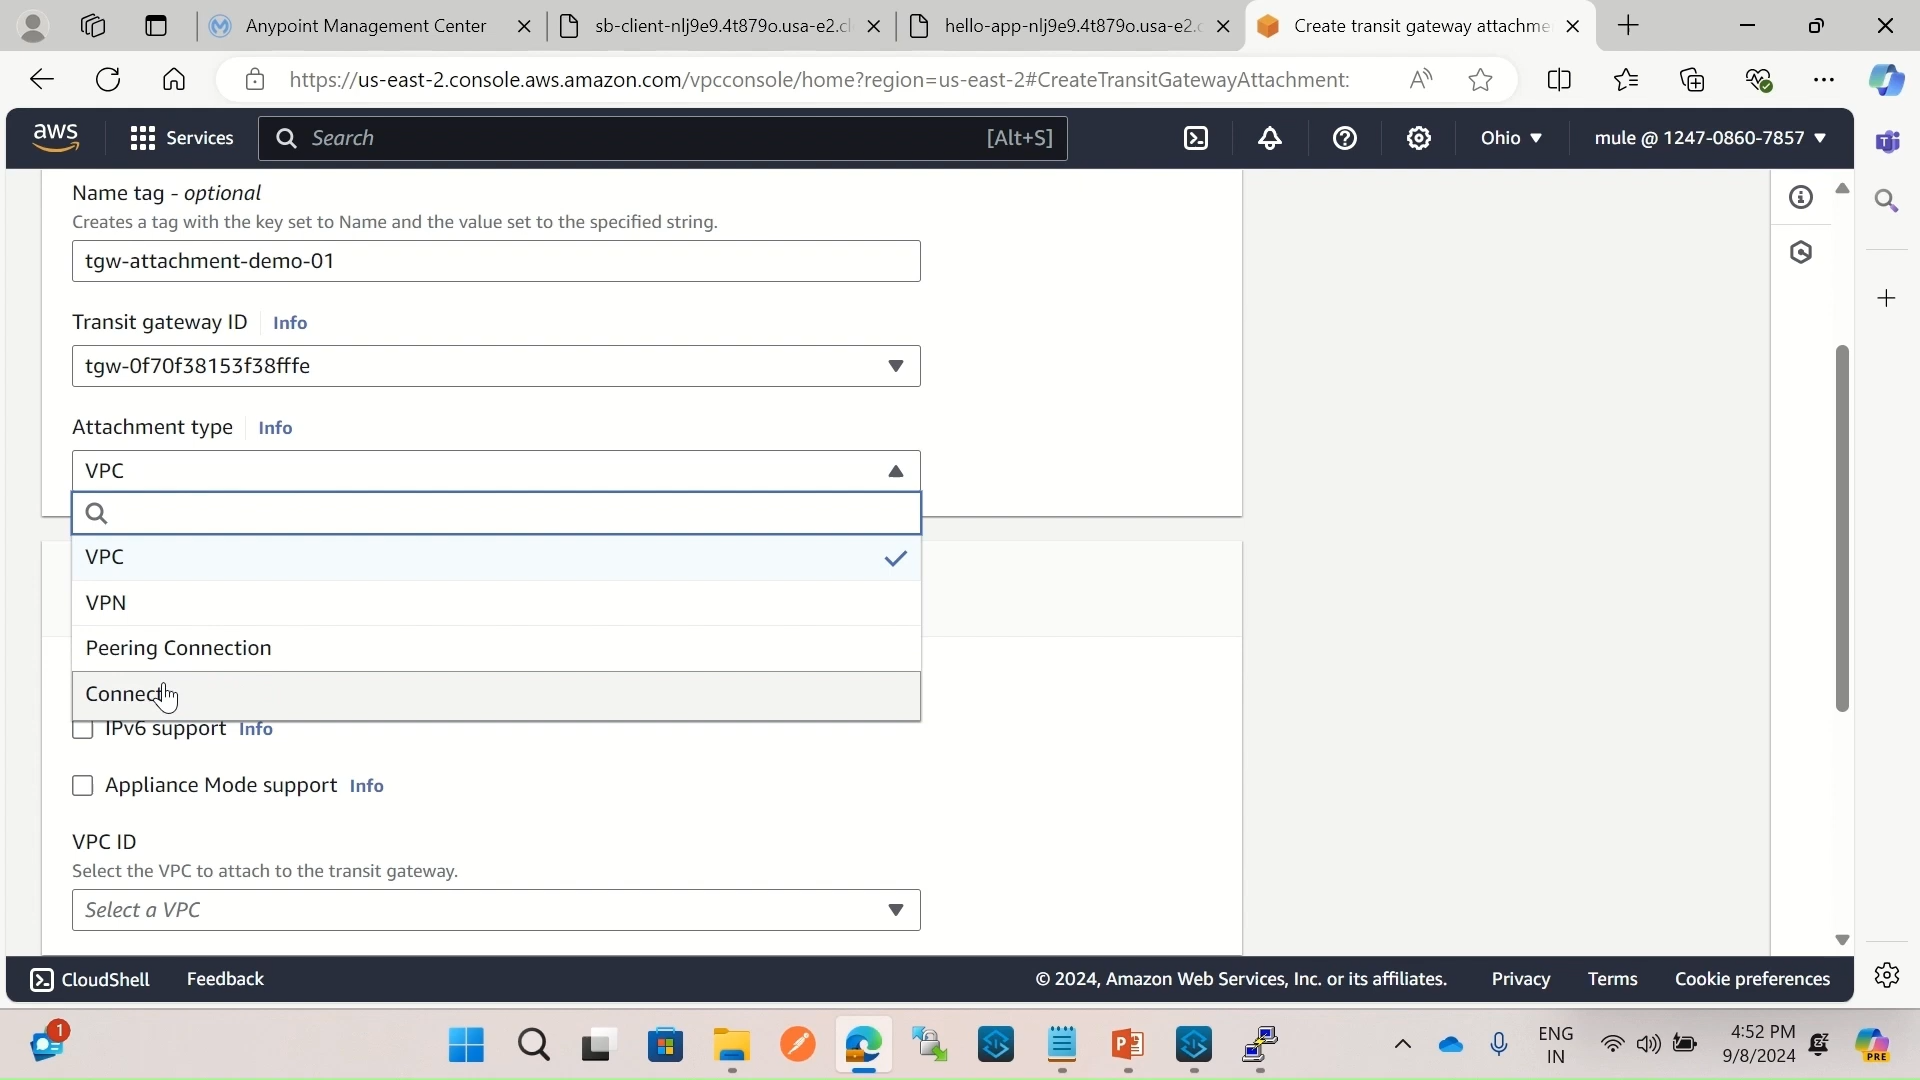 Anypoint Management Center
sb-client-nlj9e9.4t879o.usa-e2.cl
hello-app-nlj9e9.4t879o.usa-e2.c
Create transit gateway attachme
https://us-east-2.console.aws.amazon.com/vpcconsole/home?region=us-east-2#CreateTransitGatewayAttachment:
aws
Services
Search
[Alt+S]
Ohio
mule @ 1247-0860-7857
Name tag - optional
Creates a tag with the key set to Name and the value set to the specified string.
tgw-attachment-demo-01
Transit gateway ID
Info
tgw-0f70f38153f38fffe
Attachment type
Info
VPC
VPC
VPN
Peering Connection
Connect
IPv6 support Info
Appliance Mode support Info
VPC ID
Select the VPC to attach to the transit gateway.
Select a VPC
CloudShell
Feedback
© 2024, Amazon Web Services, Inc. or its affiliates.
Privacy
Terms
Cookie preferences
1
ENG
IN
4:52 PM
9/8/2024
PRE